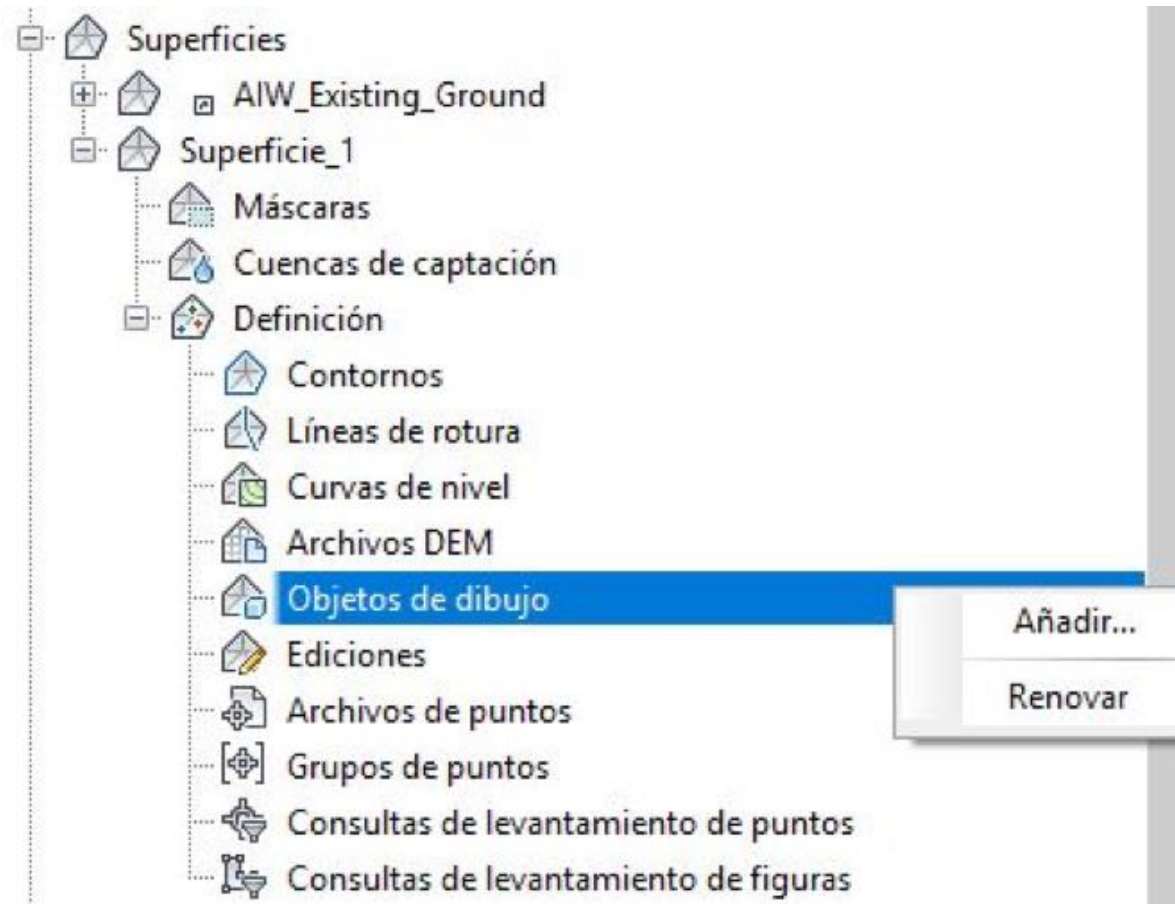 Superficies
AIW_Existing_Ground
Superficie_1
Máscaras
Cuencas de captación
Definición
Contornos
Líneas de rotura
Curvas de nivel
Archivos DEM
Objetos de dibujo
Añadir...
Ediciones
Renovar
Archivos de puntos
Grupos de puntos
Consultas de levantamiento de puntos
Consultas de levantamiento de figuras